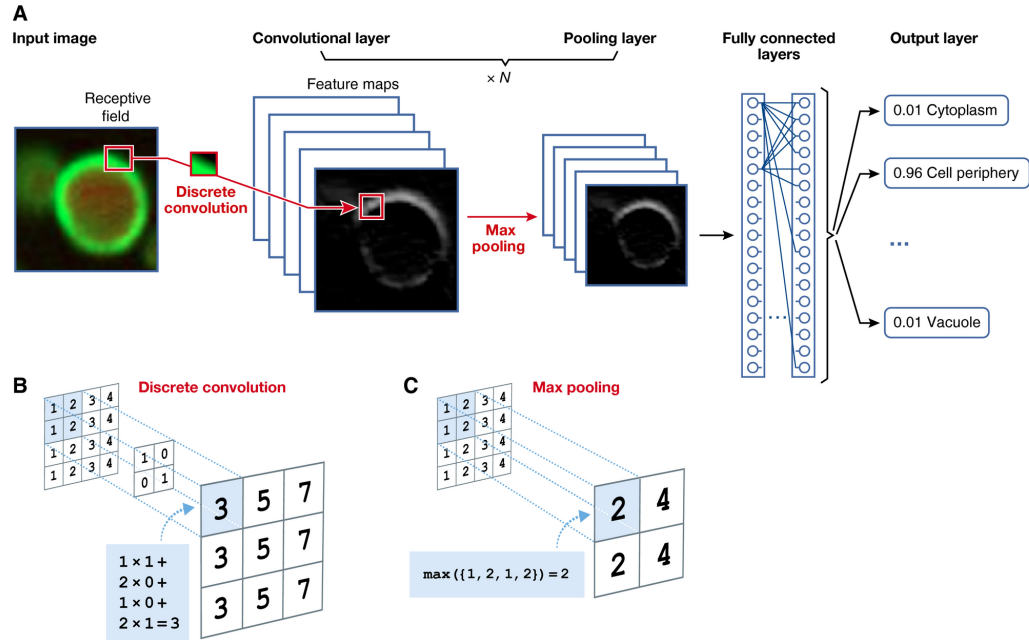 A
Input image
Convolutional layer
Pooling layer
Fully connected
layers
Output layer
× N
Receptive
field
Feature maps
Discrete
convolution
Max
pooling
0.01 Cytoplasm
0.96 Cell periphery
...
0.01 Vacuole
...
B
Discrete convolution
1 2 3 4
1 2 3 4
1 2 3 4
1 2 3 4
1 0
0 1
3 5 7
3 5 7
3 5 7
1 × 1 +
2 × 0 +
1 × 0 +
2 × 1 = 3
C
Max pooling
1 2 3 4
1 2 3 4
1 2 3 4
1 2 3 4
2 4
2 4
max({1, 2, 1, 2}) = 2